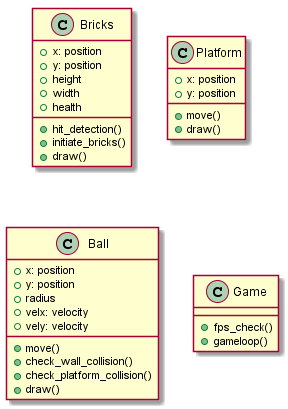 C Bricks
x: position
y: position
height
width
health
hit_detection()
initiate_bricks()
draw()
C Platform
x: position
y: position
move()
draw()
C Ball
x: position
y: position
radius
velx: velocity
vely: velocity
move()
check_wall_collision()
check_platform_collision()
draw()
C Game
fps_check()
gameloop()